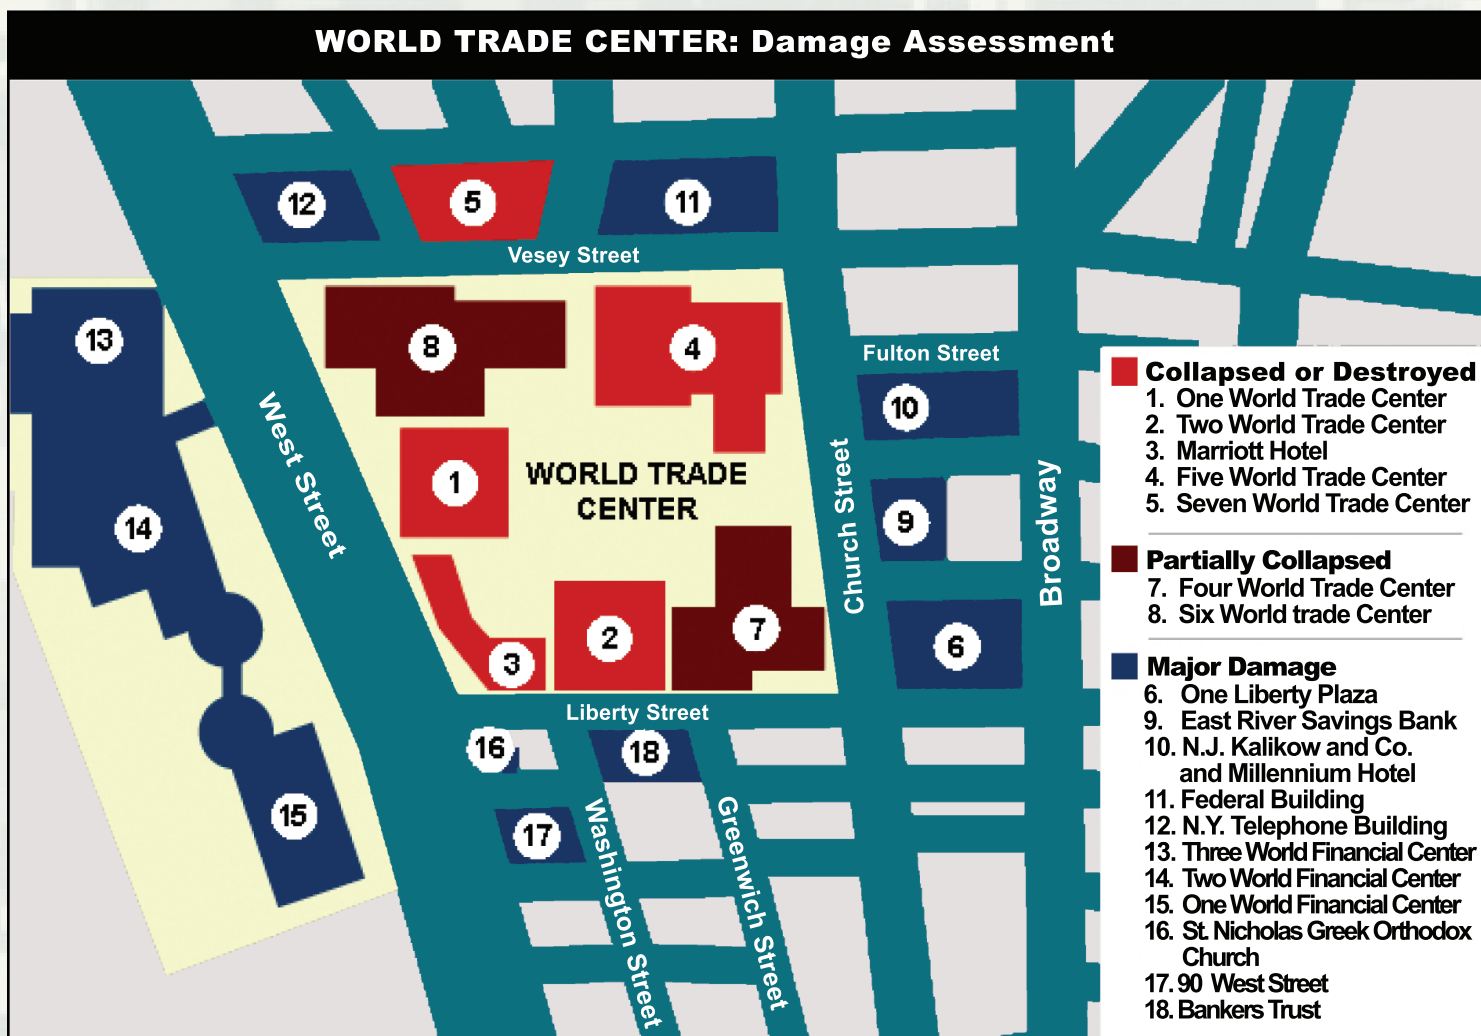 WORLD TRADE CENTER: Damage Assessment
12
5
11
Vesey Street
13
8
4
Fulton Street
10
West Street
1
WORLD TRADE
CENTER
Church Street
Broadway
9
14
3
2
7
6
Liberty Street
16
18
15
17
Washington Street
Greenwich Street
Collapsed or Destroyed
1. One World Trade Center
2. Two World Trade Center
3. Marriott Hotel
4. Five World Trade Center
5. Seven World Trade Center
Partially Collapsed
7. Four World Trade Center
8. Six World trade Center
Major Damage
6. One Liberty Plaza
9. East River Savings Bank
10. N.J. Kalikow and Co.
and Millennium Hotel
11. Federal Building
12. N.Y. Telephone Building
13. Three World Financial Center
14. Two World Financial Center
15. One World Financial Center
16. St. Nicholas Greek Orthodox
Church
17. 90 West Street
18. Bankers Trust